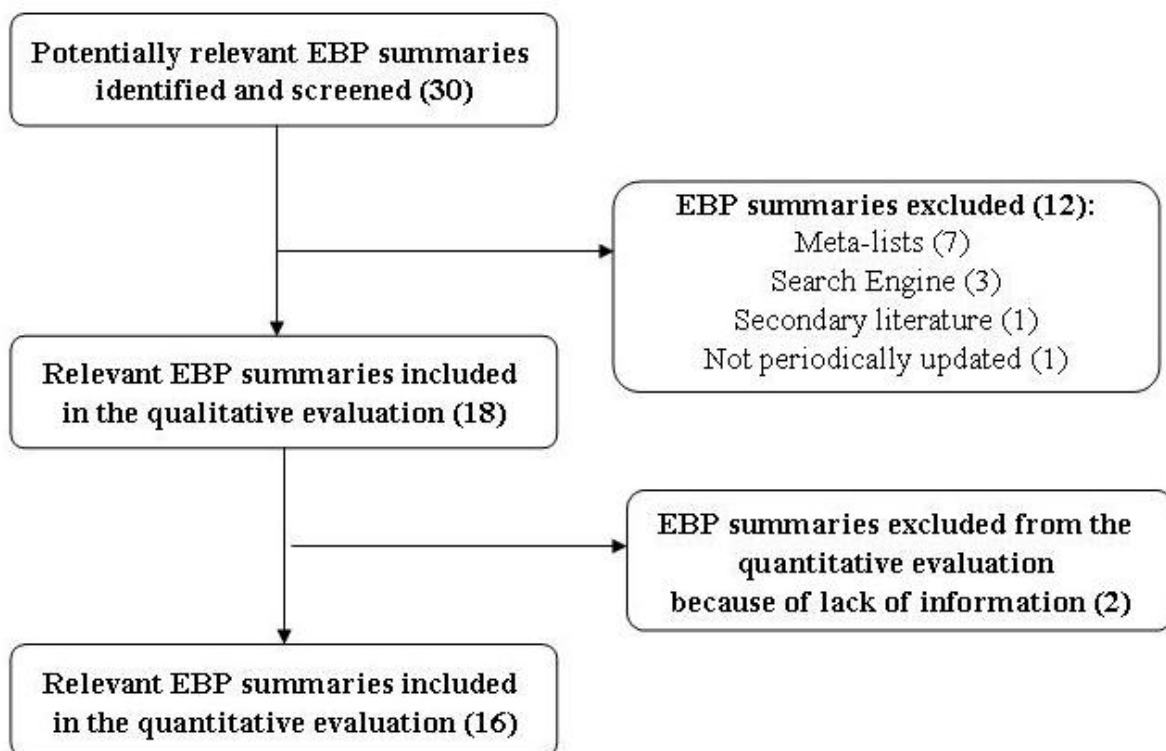 Potentially relevant EBP summaries
identified and screened (30)
EBP summaries excluded (12):
Meta-lists (7)
Search Engine (3)
Secondary literature (1)
Not periodically updated (1)
Relevant EBP summaries included
in the qualitative evaluation (18)
EBP summaries excluded from the
quantitative evaluation
because of lack of information (2)
Relevant EBP summaries included
in the quantitative evaluation (16)